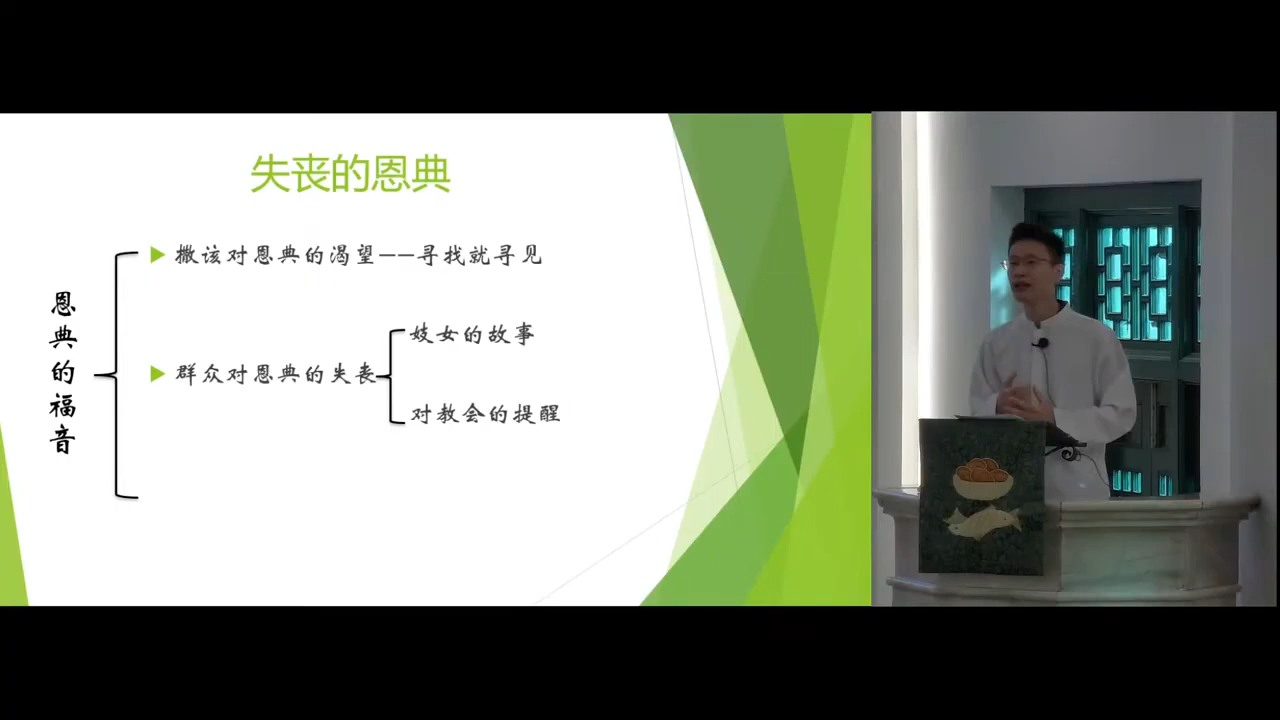 失丧的恩典
恩典的福音
撒该对恩典的渴望——寻找就寻见
群众对恩典的失丧
妓女的故事
对教会的提醒